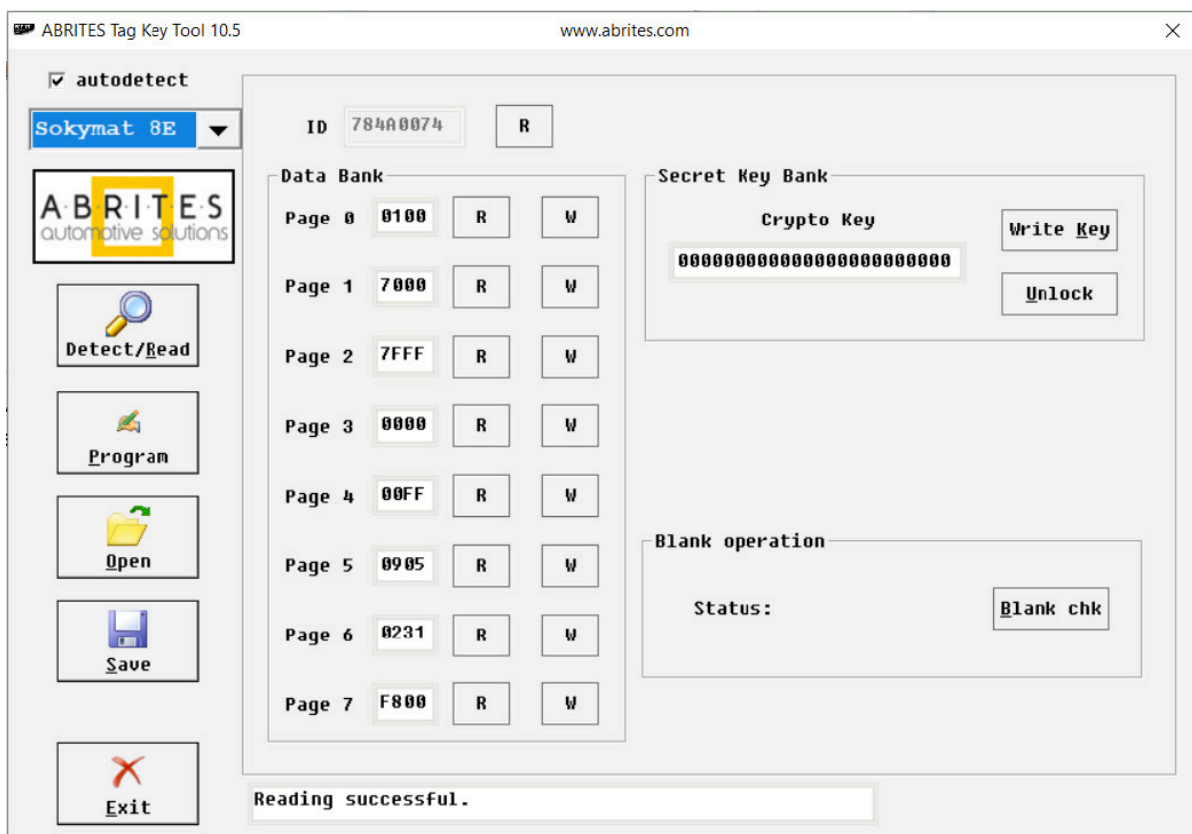 ABRITES Tag Key Tool 10.5 www.abrites.com
autodetect
Sokymat 8E
A·B·R·I·T·E·S
automotive solutions
Detect/Read
Program
Open
Save
Exit
ID 784A0074 R
Data Bank
Page 0 0100 R W
Page 1 7000 R W
Page 2 7FFF R W
Page 3 0000 R W
Page 4 00FF R W
Page 5 0905 R W
Page 6 0231 R W
Page 7 F800 R W
Secret Key Bank
Crypto Key
000000000000000000000000
Write Key
Unlock
Blank operation
Status:
Blank chk
Reading successful.